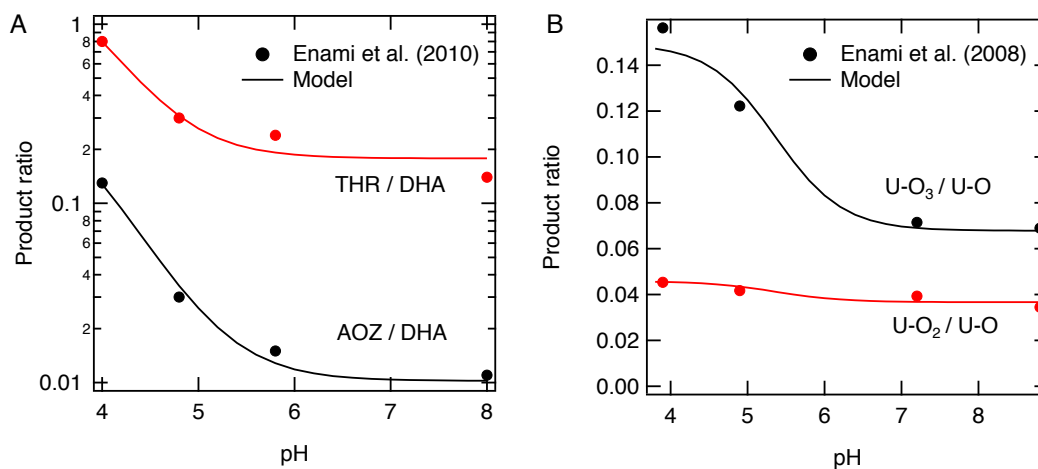 A
Product ratio
1
8
6
4
2
0.1
8
6
4
2
0.01
Enami et al. (2010)
Model
THR / DHA
AOZ / DHA
4
5
6
7
8
pH
B
Product ratio
0.14
0.12
0.10
0.08
0.06
0.04
0.02
0.00
Enami et al. (2008)
Model
U-O₃ / U-O
U-O₂ / U-O
4
5
6
7
8
pH